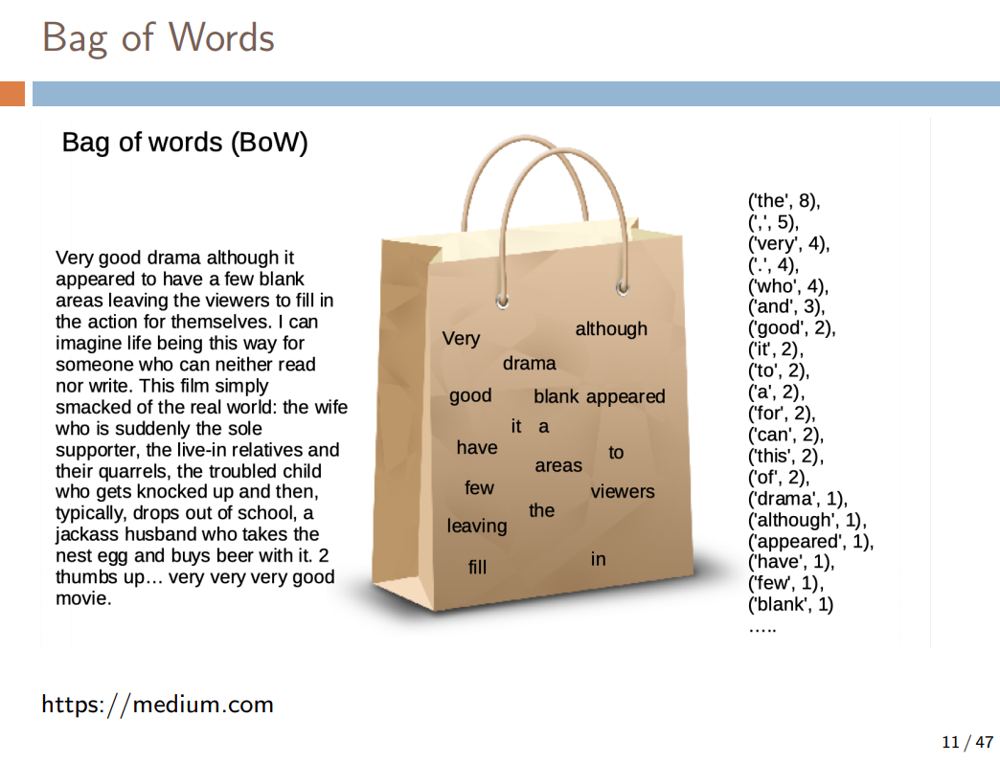 Bag of Words
Bag of words (BoW)
Very good drama although it
appeared to have a few blank
areas leaving the viewers to fill in
the action for themselves. I can
imagine life being this way for
someone who can neither read
nor write. This film simply
smacked of the real world: the wife
who is suddenly the sole
supporter, the live-in relatives and
their quarrels, the troubled child
who gets knocked up and then,
typically, drops out of school, a
jackass husband who takes the
nest egg and buys beer with it. 2
thumbs up… very very very good
movie.
Very
although
drama
good
blank appeared
it a
have
to
areas
few
viewers
the
leaving
fill
in
('the', 8),
(',', 5),
('very', 4),
('.', 4),
('who', 4),
('and', 3),
('good', 2),
('it', 2),
('to', 2),
('a', 2),
('for', 2),
('can', 2),
('this', 2),
('of', 2),
('drama', 1),
('although', 1),
('appeared', 1),
('have', 1),
('few', 1),
('blank', 1)
…..
https://medium.com
11 / 47